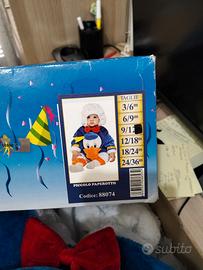 TAGLIE
3/6
6/9
9/12
12/18
18/24
24/36
PICCOLO PAPEROTTO
Codice: 88074
subito